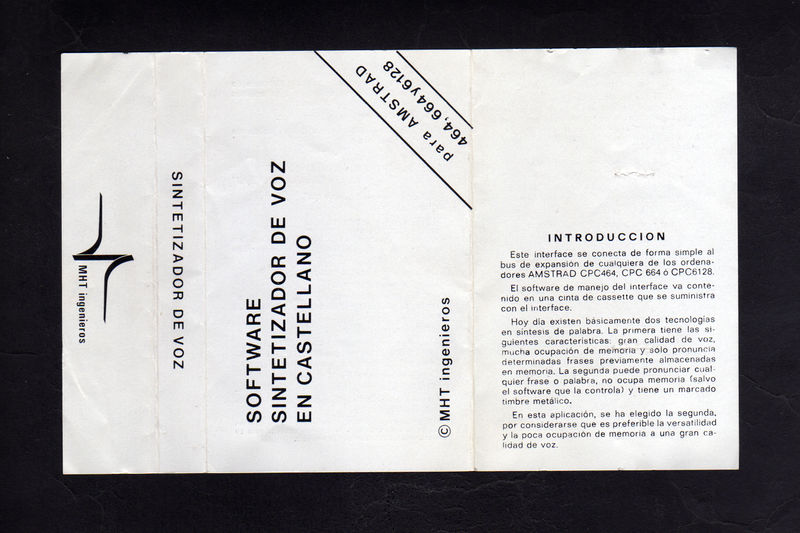 MHT ingenieros
SINTETIZADOR DE VOZ
SOFTWARE
SINTETIZADOR DE VOZ
EN CASTELLANO
para AMSTRAD
464, 664 y 6128
© MHT ingenieros
INTRODUCCION
Este interface se conecta de forma simple al
bus de expansión de cualquiera de los ordena-
dores AMSTRAD CPC464, CPC 664 ó CPC6128.
El software de manejo del interface va conte-
nido en una cinta de cassette que se suministra
con el interface.
Hoy día existen básicamente dos tecnologías
en síntesis de palabra. La primera tiene las si-
guientes características: gran calidad de voz,
mucha ocupación de memoria y sólo pronuncia
determinadas frases previamente almacenadas
en memoria. La segunda puede pronunciar cual-
quier frase o palabra, no ocupa memoria (salvo
el software que la controla) y tiene un marcado
timbre metálico.
En esta aplicación, se ha elegido la segunda,
por considerarse que es preferible la versatilidad
y la poca ocupación de memoria a una gran ca-
lidad de voz.